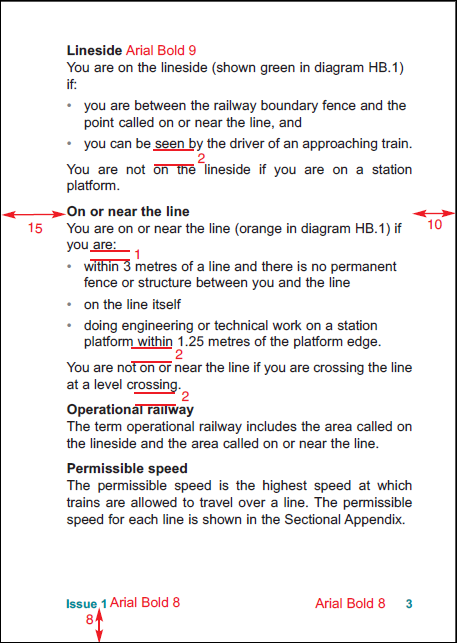 Lineside Arial Bold 9
You are on the lineside (shown green in diagram HB.1)
if:
• you are between the railway boundary fence and the
point called on or near the line, and
• you can be seen by the driver of an approaching train.
2
You are not on the lineside if you are on a station
platform.
On or near the line
15
10
You are on or near the line (orange in diagram HB.1) if
you are:
1
• within 3 metres of a line and there is no permanent
fence or structure between you and the line
• on the line itself
• doing engineering or technical work on a station
platform within 1.25 metres of the platform edge.
2
You are not on or near the line if you are crossing the line
at a level crossing.
2
Operational railway
The term operational railway includes the area called on
the lineside and the area called on or near the line.
Permissible speed
The permissible speed is the highest speed at which
trains are allowed to travel over a line. The permissible
speed for each line is shown in the Sectional Appendix.
Issue 1 Arial Bold 8 Arial Bold 8 3
8